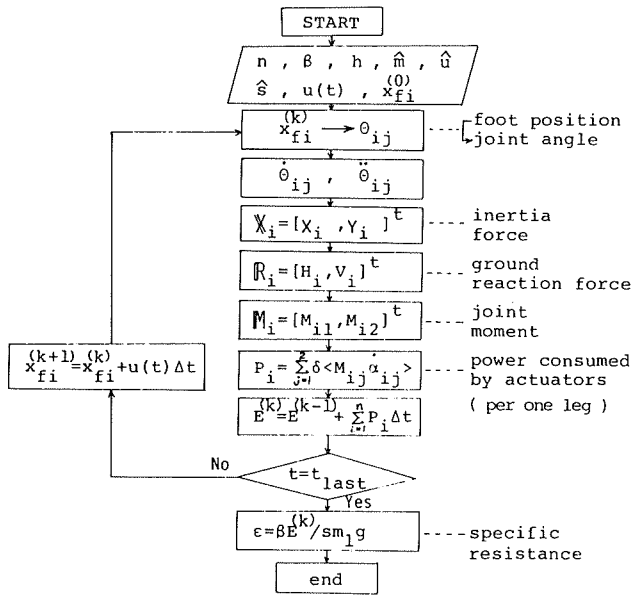 START
n , β , h , m̂ , û
ŝ , u(t) , x_fi^(0)
x_fi^(k) → Θ_ij
foot position
joint angle
Θ̇_ij , Θ̈_ij
𝕏_i=[X_i ,Y_i ]^t
inertia
force
ℝ_i=[H_i,V_i]^t
ground
reaction force
𝕄_i=[M_i1,M_i2]^t
joint
moment
x_fi^(k+1)=x_fi^(k)+u(t)Δt
P_i= Σ_{j=1}^{2} δ<M_ij α̇_ij>
power consumed
by actuators
( per one leg )
E^(k)=E^(k-1)+ Σ_{i=1}^{n} P_i Δt
No
t=t_last
Yes
ε=βE^(k)/sm_1g
specific
resistance
end